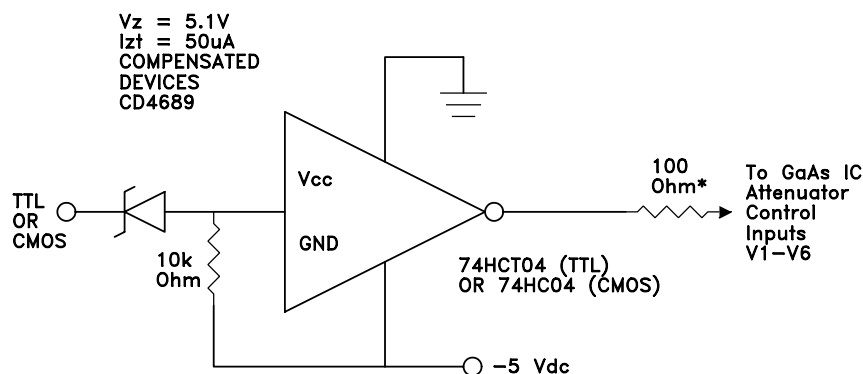 Vz = 5.1V
Izt = 50uA
COMPENSATED
DEVICES
CD4689
Vcc
GND
TTL
OR
CMOS
10k
Ohm
100
Ohm*
To GaAs IC
Attenuator
Control
Inputs
V1-V6
74HCT04 (TTL)
OR 74HC04 (CMOS)
-5 Vdc